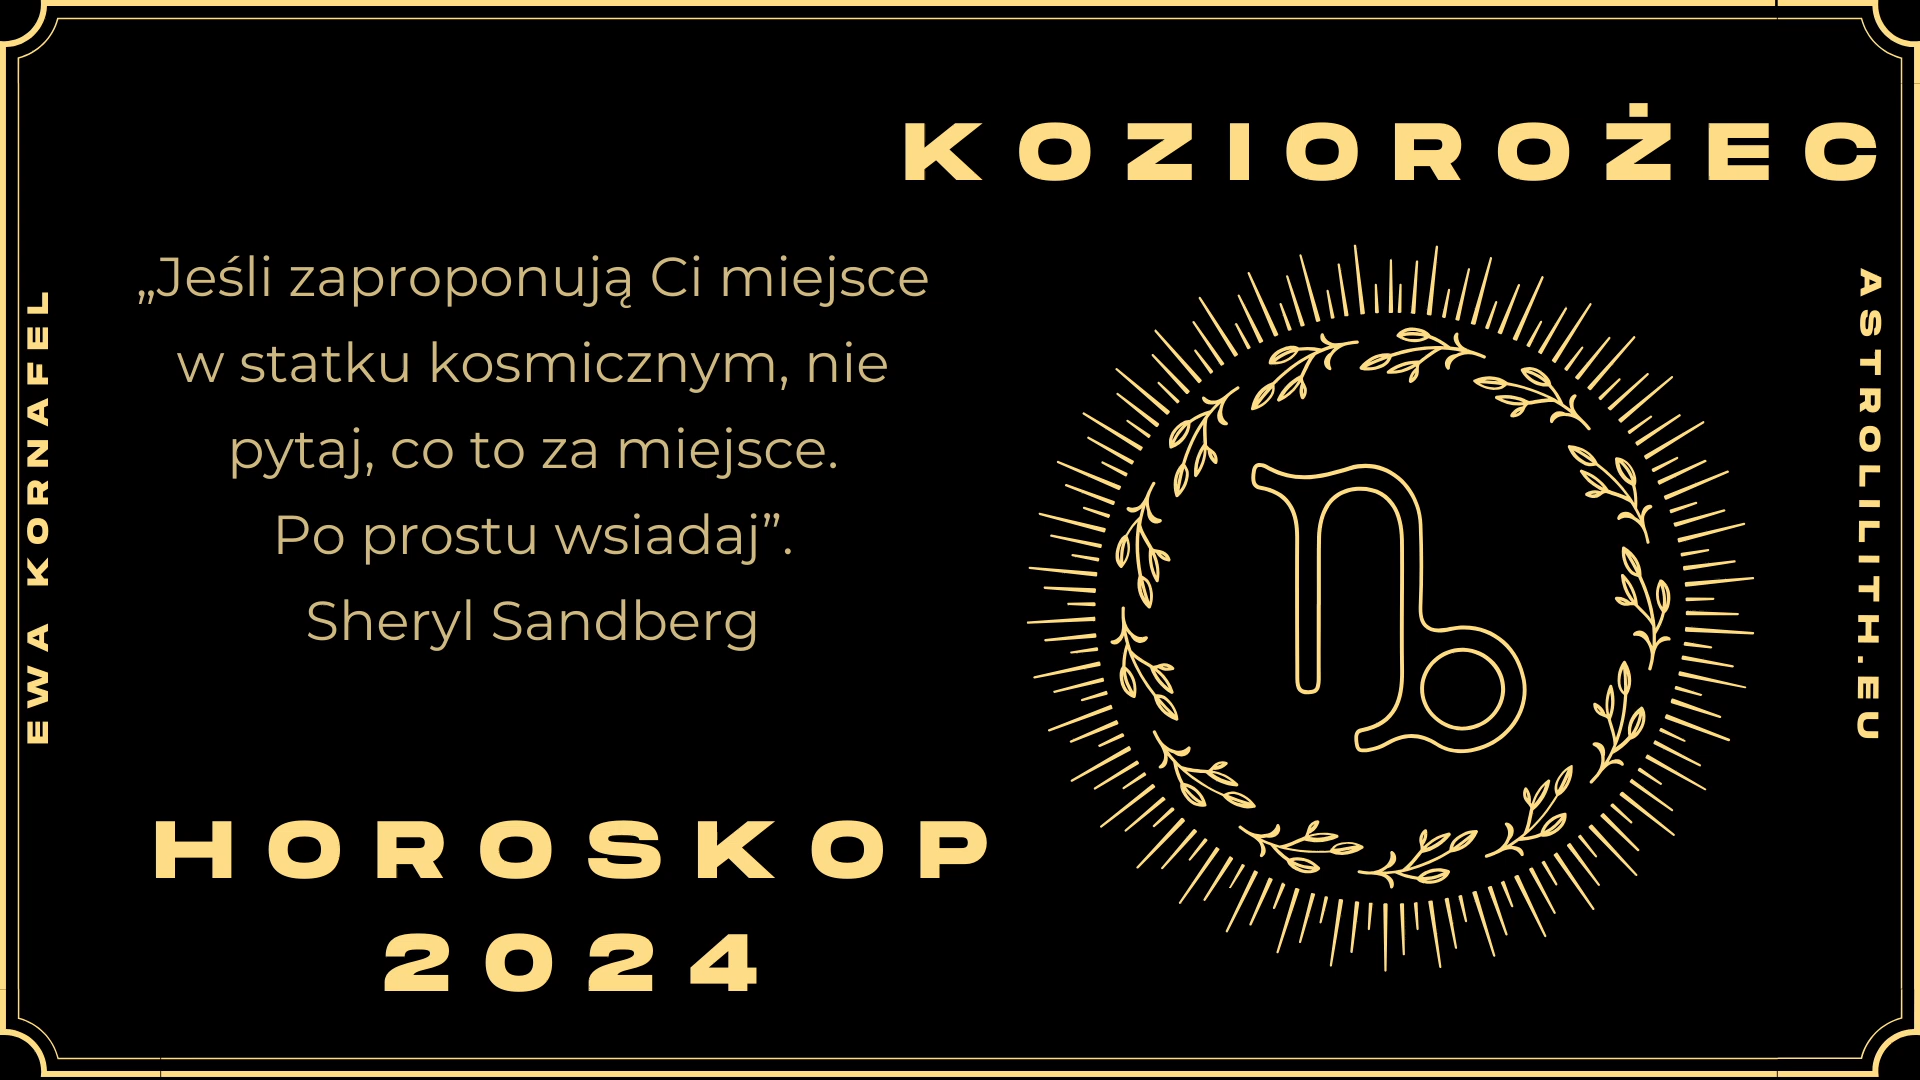 KOZIOROŻEC
„Jeśli zaproponują Ci miejsce
w statku kosmicznym, nie
pytaj, co to za miejsce.
Po prostu wsiadaj”.
Sheryl Sandberg
HOROSKOP
2024
EWA KORNAFEL
ASTROLILITH.EU